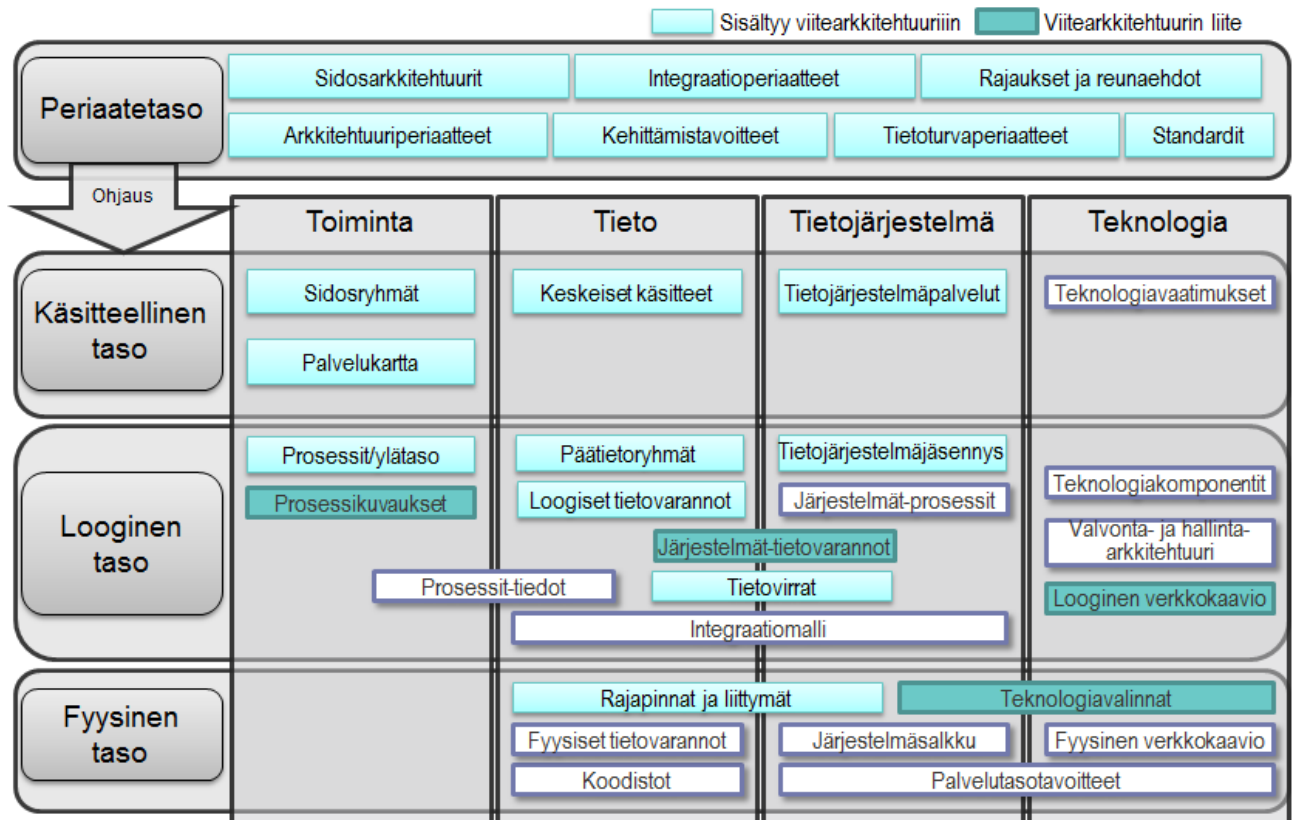 Sisältyy viitearkkitehtuuriiin
Viitearkkitehtuurin liite
Periaatetaso
Sidosarkkitehtuurit
Integraatioperiaatteet
Rajaukset ja reunaehdot
Arkkitehtuuriperiaatteet
Kehittämistavoitteet
Tietoturvaperiaatteet
Standardit
Ohjaus
Toiminta
Tieto
Tietojärjestelmä
Teknologia
Käsitteellinen
taso
Sidosryhmät
Keskeiset käsitteet
Tietojärjestelmäpalvelut
Teknologiavaatimukset
Palvelukartta
Looginen
taso
Prosessit/ylätaso
Päätietoryhmät
Tietojärjestelmäjäsennys
Teknologiakomponentit
Prosessikuvaukset
Loogiset tietovarannot
Järjestelmät-prosessit
Valvonta- ja hallinta-
arkkitehtuuri
Järjestelmät-tietovarannot
Prosessit-tiedot
Tietovirrat
Looginen verkkokaavio
Integraatiomalli
Fyysinen
taso
Rajapinnat ja liittymät
Teknologiavalinnat
Fyysiset tietovarannot
Järjestelmäsalkku
Fyysinen verkkokaavio
Koodistot
Palvelutasotavoitteet